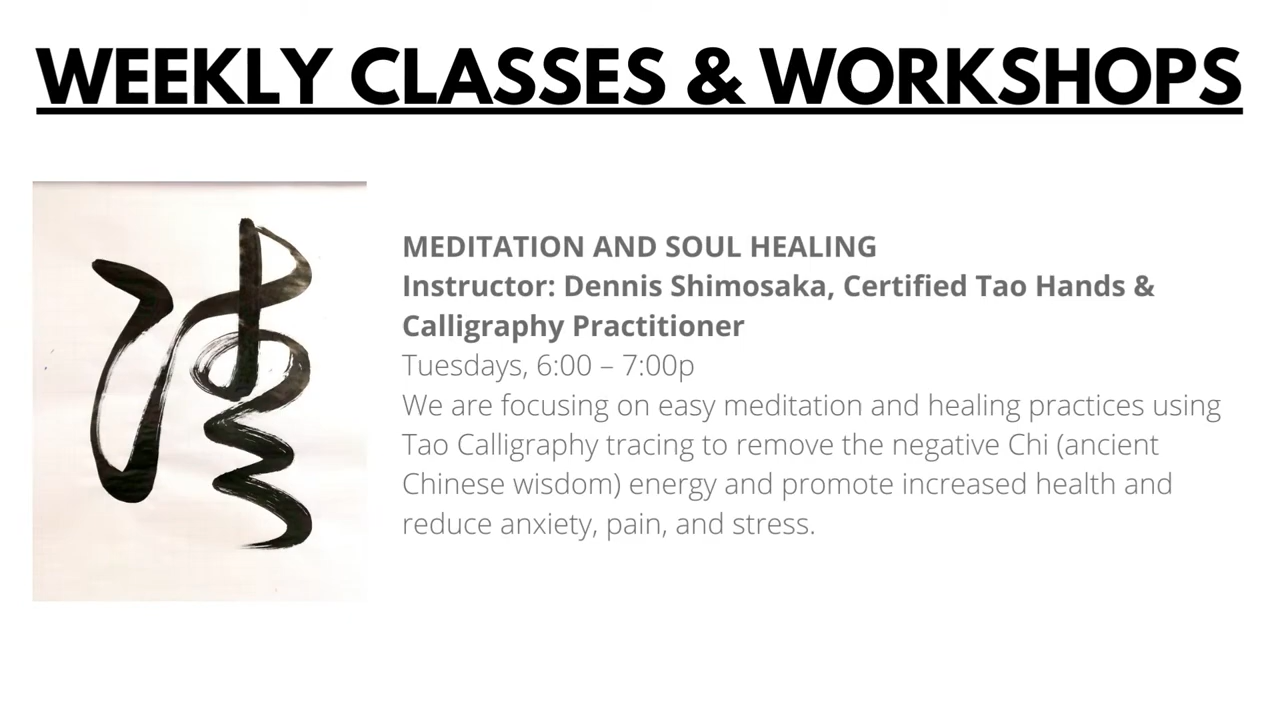 WEEKLY CLASSES & WORKSHOPS
MEDITATION AND SOUL HEALING
Instructor: Dennis Shimosaka, Certified Tao Hands &
Calligraphy Practitioner
Tuesdays, 6:00 – 7:00p
We are focusing on easy meditation and healing practices using
Tao Calligraphy tracing to remove the negative Chi (ancient
Chinese wisdom) energy and promote increased health and
reduce anxiety, pain, and stress.